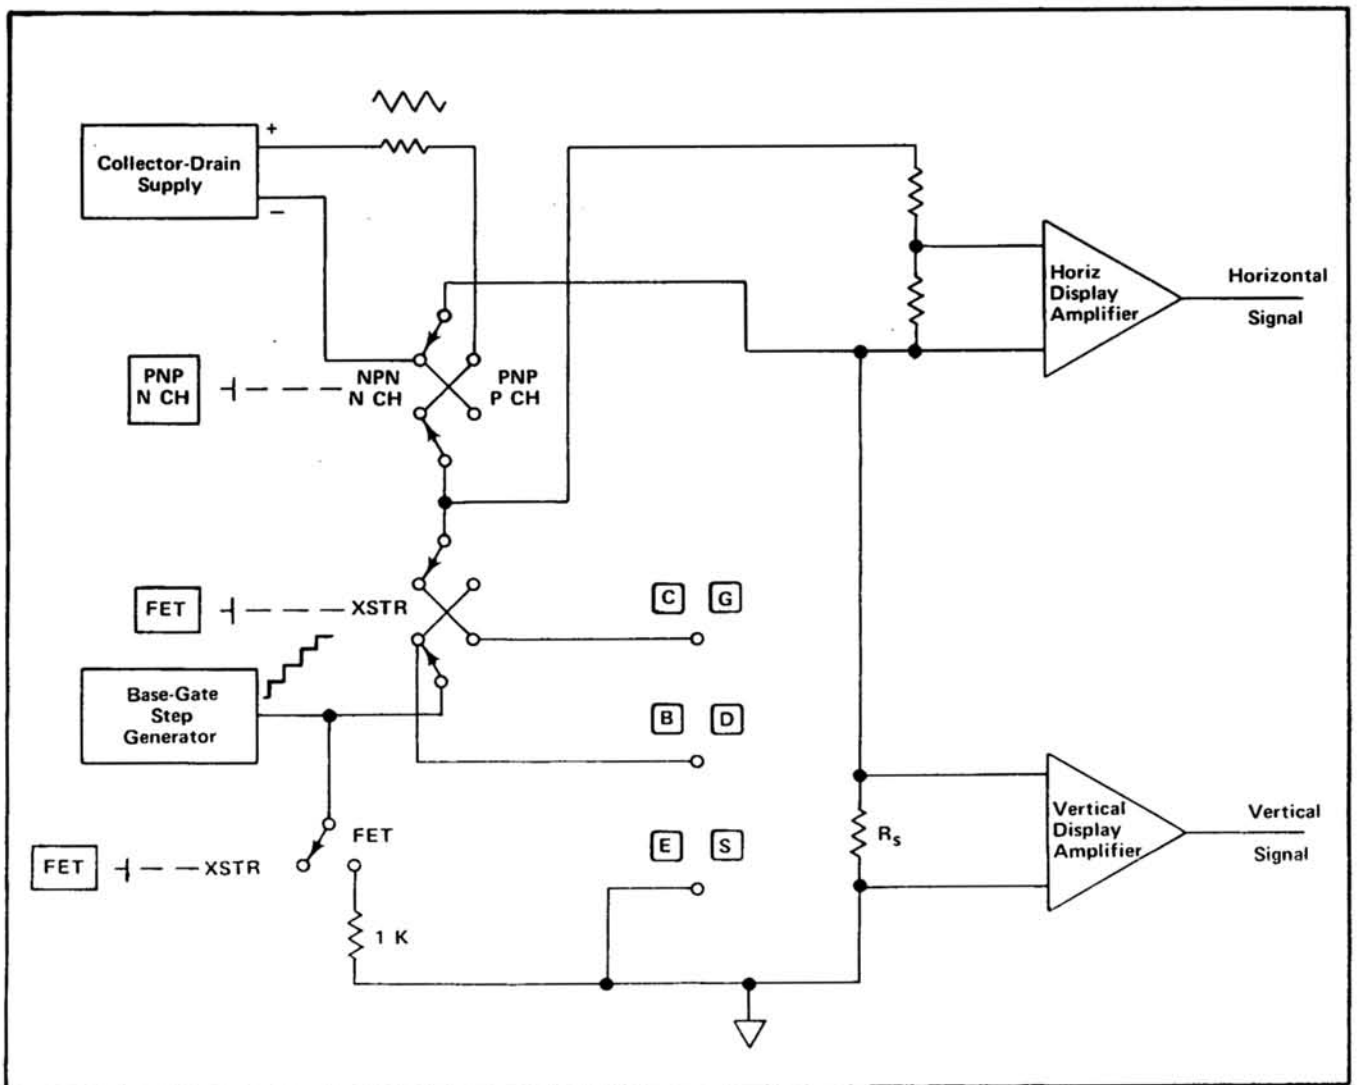 +
Collector-Drain
Supply
−
Horiz
Display
Amplifier
Horizontal
Signal
PNP
N CH
NPN
N CH
PNP
P CH
FET
XSTR
C
G
Base-Gate
Step
Generator
B
D
FET
XSTR
FET
E
S
Rs
Vertical
Display
Amplifier
Vertical
Signal
1 K